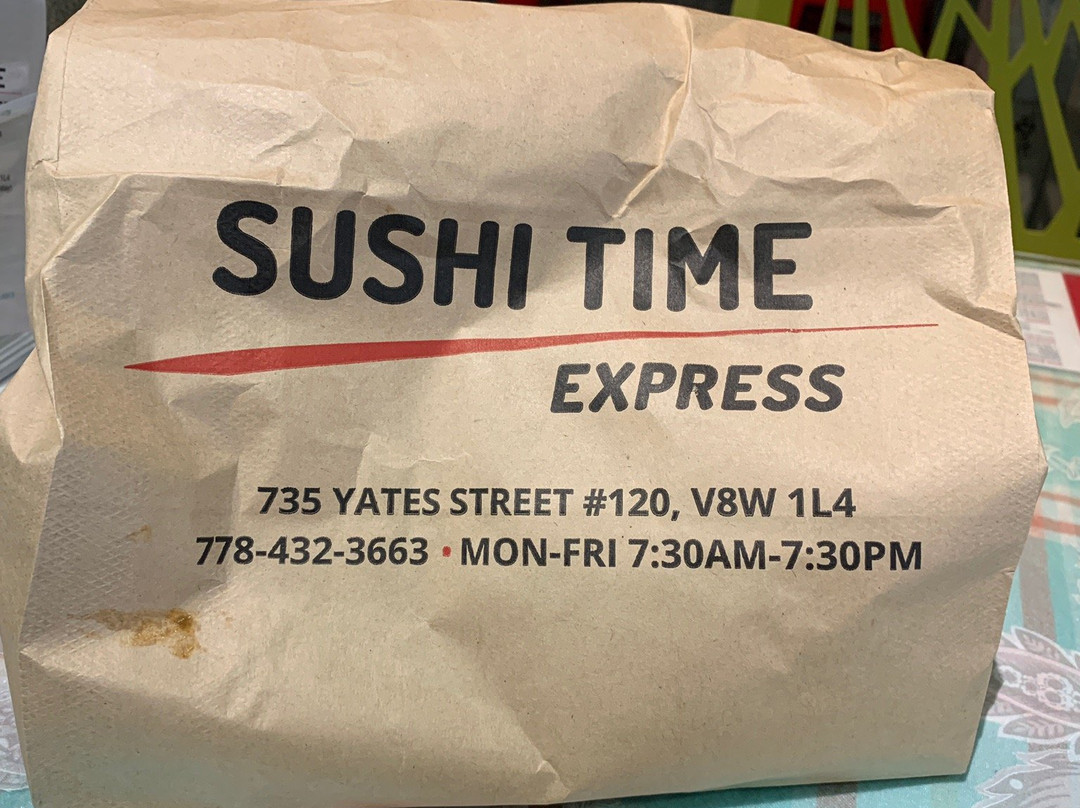 SUSHI TIME
EXPRESS
735 YATES STREET #120, V8W 1L4
778-432-3663 • MON-FRI 7:30AM-7:30PM